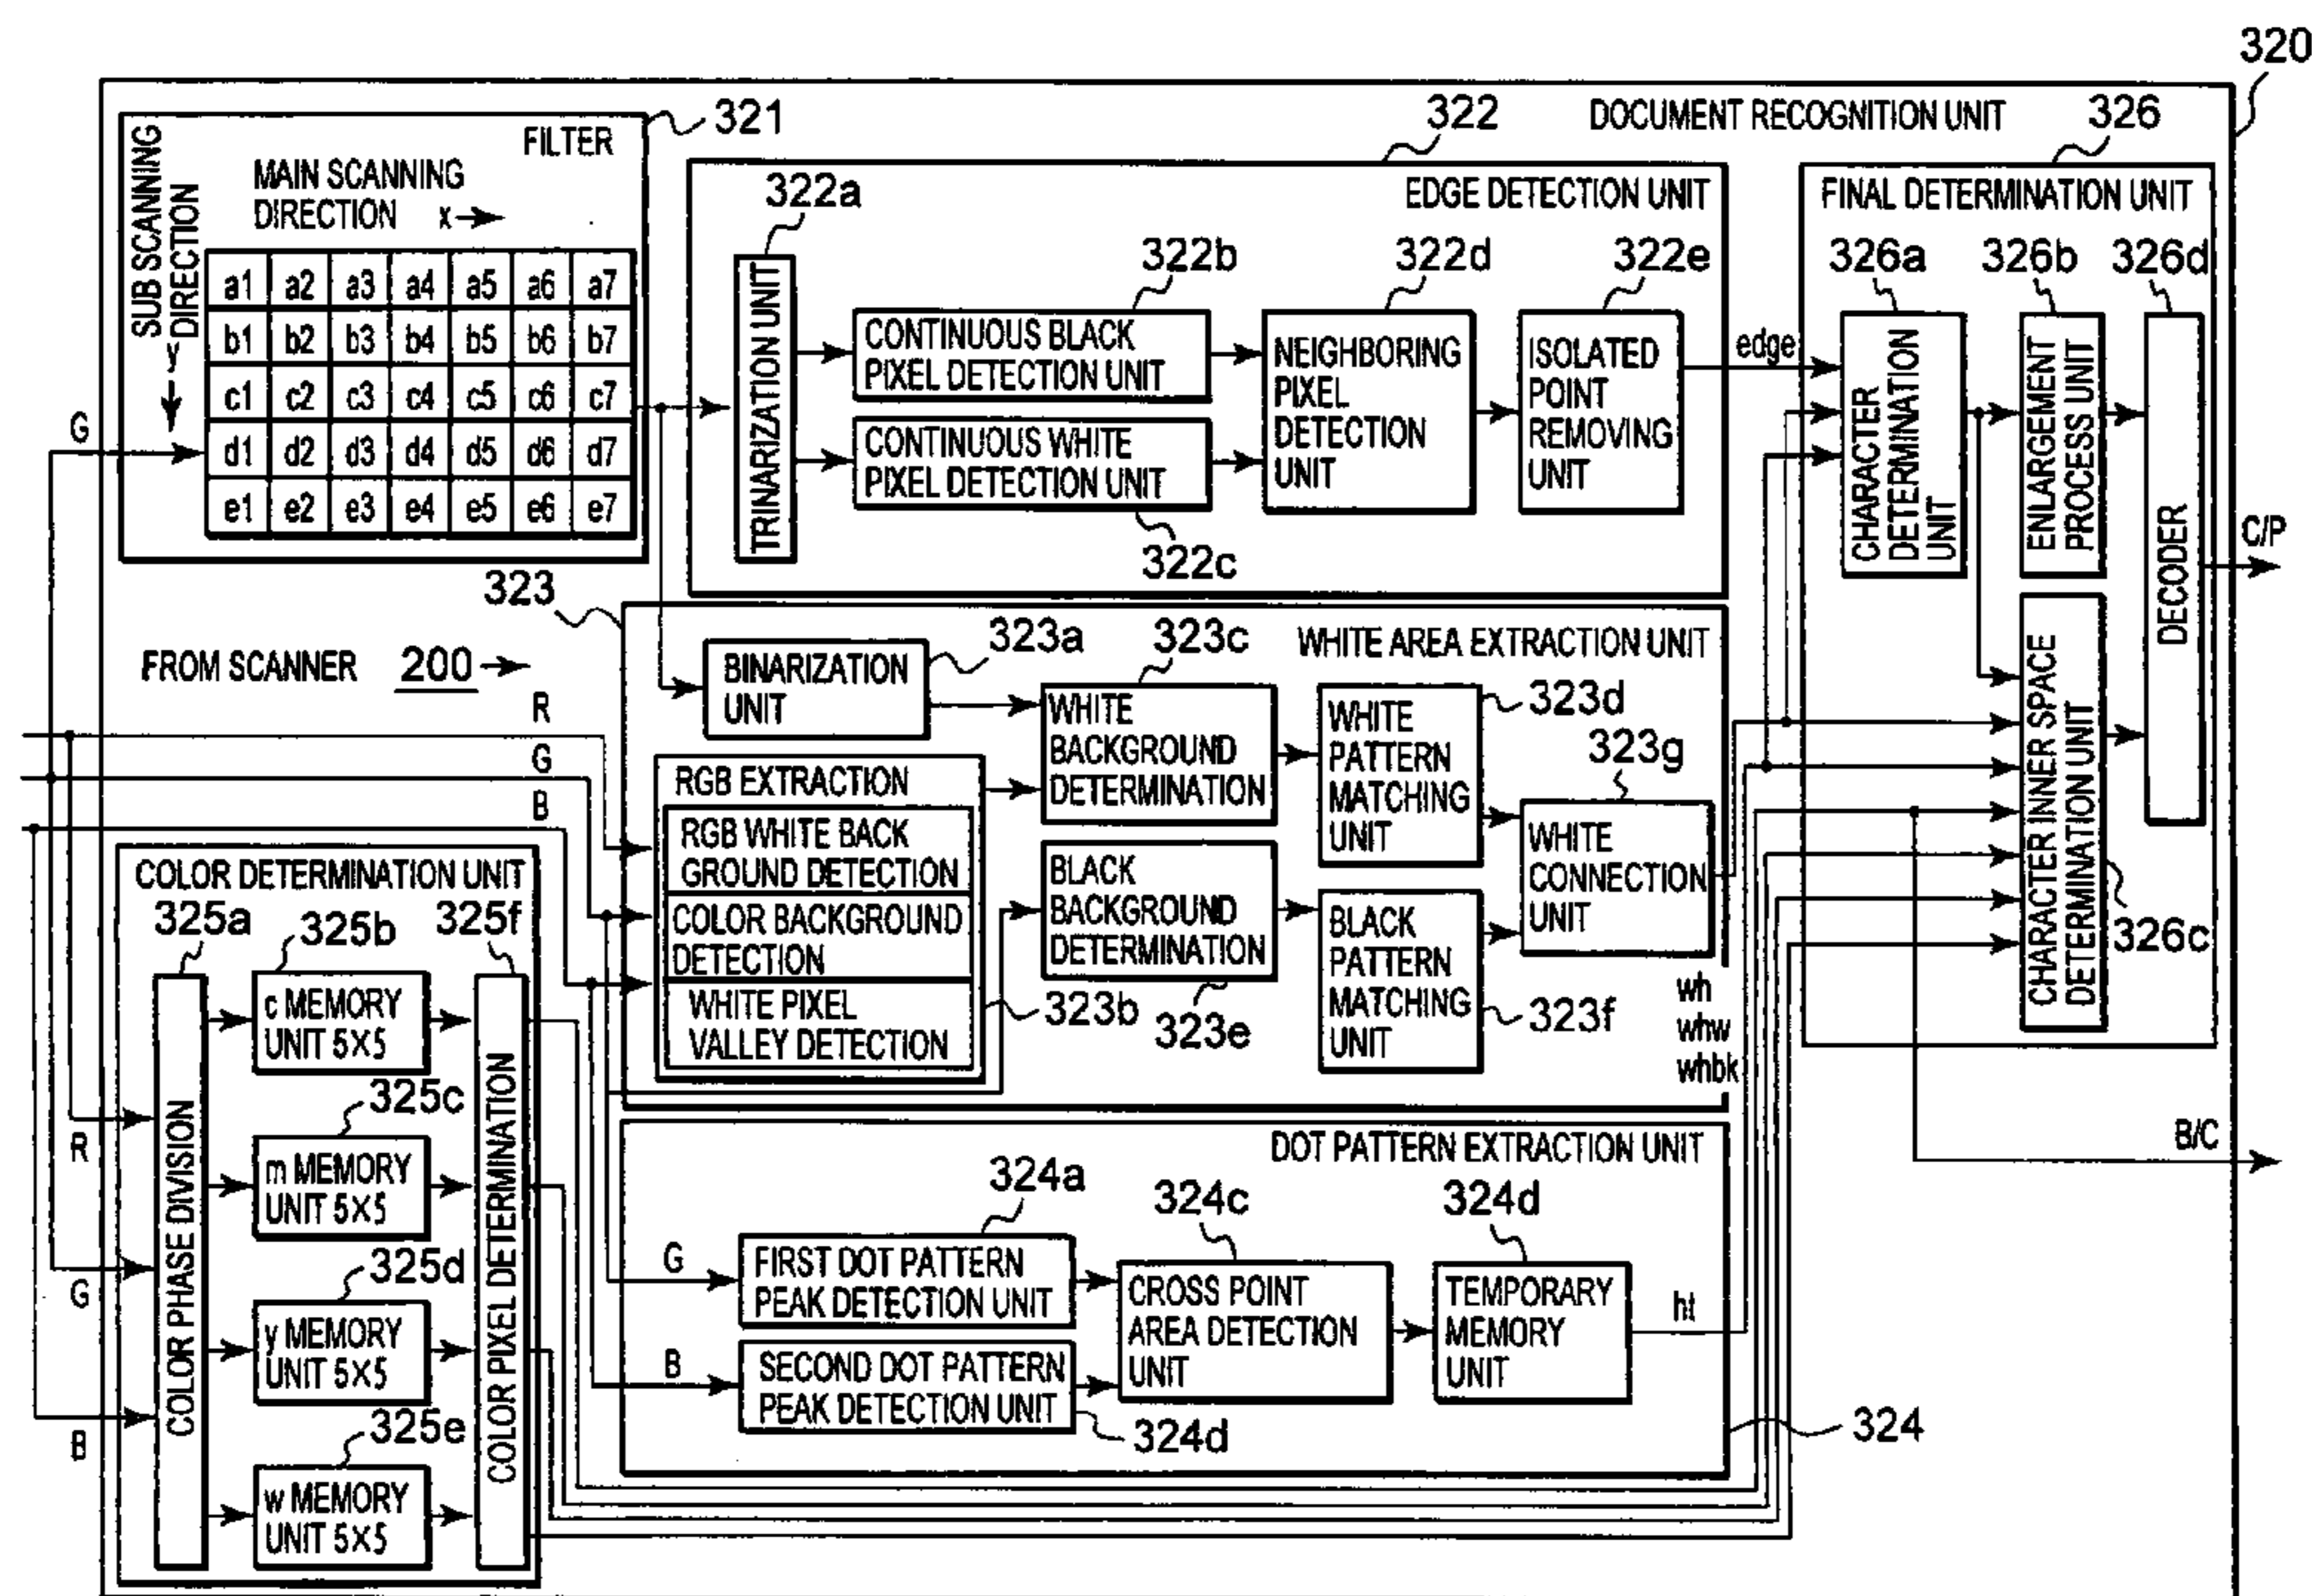 320
DOCUMENT RECOGNITION UNIT
321
FILTER
SUB SCANNING
DIRECTION
Y
MAIN SCANNING
DIRECTION x
a1 a2 a3 a4 a5 a6 a7
b1 b2 b3 b4 b5 b6 b7
c1 c2 c3 c4 c5 c6 c7
d1 d2 d3 d4 d5 d6 d7
e1 e2 e3 e4 e5 e6 e7
G
322
EDGE DETECTION UNIT
322a
TRINARIZATION UNIT
322b
CONTINUOUS BLACK
PIXEL DETECTION UNIT
CONTINUOUS WHITE
PIXEL DETECTION UNIT
322c
322d
NEIGHBORING
PIXEL
DETECTION
UNIT
322e
ISOLATED
POINT
REMOVING
UNIT
edge
326
FINAL DETERMINATION UNIT
326a
CHARACTER
DETERMINATION
UNIT
326b
ENLARGEMENT
PROCESS UNIT
326d
DECODER
C/P
CHARACTER INNER SPACE
DETERMINATION UNIT
326c
FROM SCANNER 200
R
G
B
323
WHITE AREA EXTRACTION UNIT
323a
BINARIZATION
UNIT
RGB EXTRACTION
RGB WHITE BACK
GROUND DETECTION
COLOR BACKGROUND
DETECTION
WHITE PIXEL
VALLEY DETECTION
323b
323c
WHITE
BACKGROUND
DETERMINATION
BLACK
BACKGROUND
DETERMINATION
323e
323d
WHITE
PATTERN
MATCHING
UNIT
BLACK
PATTERN
MATCHING
UNIT
323f
323g
WHITE
CONNECTION
UNIT
wh
whw
whbk
B/C
COLOR DETERMINATION UNIT
325a
325b
325f
COLOR PHASE DIVISION
c MEMORY
UNIT 5X5
325c
m MEMORY
UNIT 5X5
325d
y MEMORY
UNIT 5X5
325e
w MEMORY
UNIT 5X5
COLOR PIXEL DETERMINATION
R
G
B
DOT PATTERN EXTRACTION UNIT
324a
G
FIRST DOT PATTERN
PEAK DETECTION UNIT
B
SECOND DOT PATTERN
PEAK DETECTION UNIT
324d
324c
CROSS POINT
AREA DETECTION
UNIT
324d
TEMPORARY
MEMORY
UNIT
ht
324